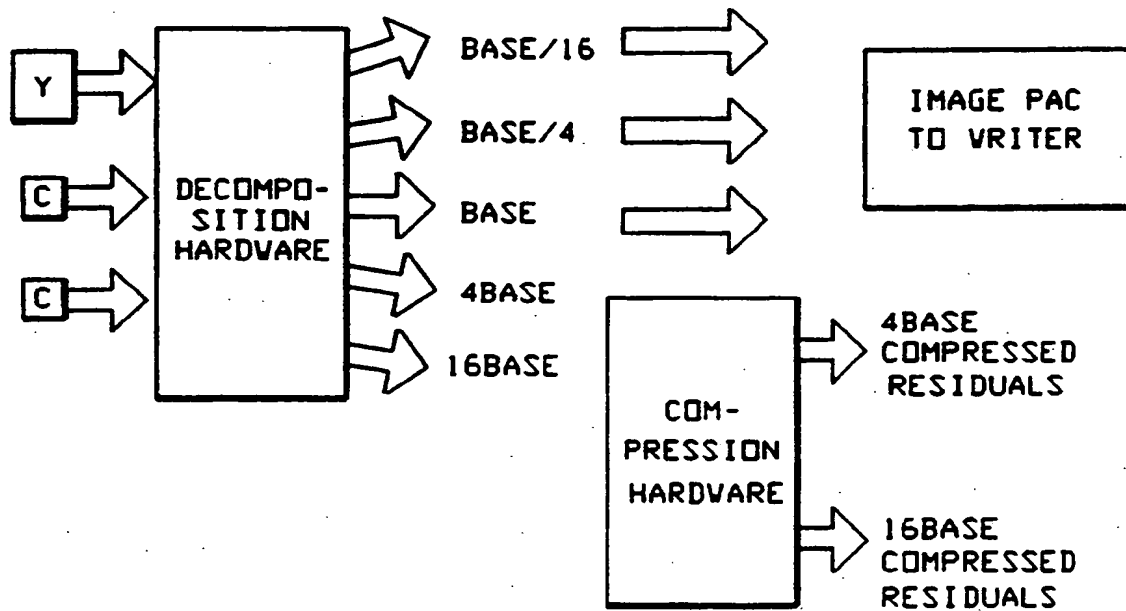 Y
C
C
DECOMPO-
SITION
HARDWARE
BASE/16
BASE/4
BASE
4BASE
16BASE
IMAGE PAC
TO WRITER
COM-
PRESSION
HARDWARE
4BASE
COMPRESSED
RESIDUALS
16BASE
COMPRESSED
RESIDUALS